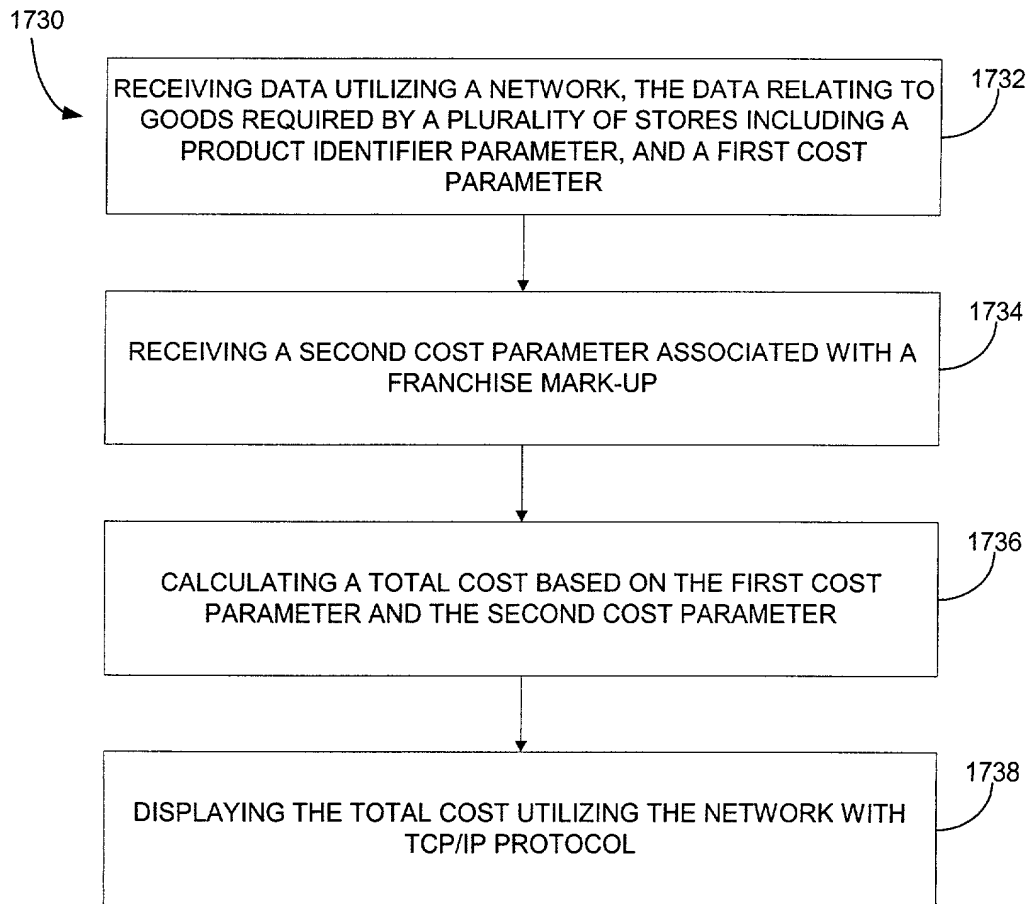 1730
RECEIVING DATA UTILIZING A NETWORK, THE DATA RELATING TO
GOODS REQUIRED BY A PLURALITY OF STORES INCLUDING A
PRODUCT IDENTIFIER PARAMETER, AND A FIRST COST
PARAMETER
1732
RECEIVING A SECOND COST PARAMETER ASSOCIATED WITH A
FRANCHISE MARK-UP
1734
CALCULATING A TOTAL COST BASED ON THE FIRST COST
PARAMETER AND THE SECOND COST PARAMETER
1736
DISPLAYING THE TOTAL COST UTILIZING THE NETWORK WITH
TCP/IP PROTOCOL
1738